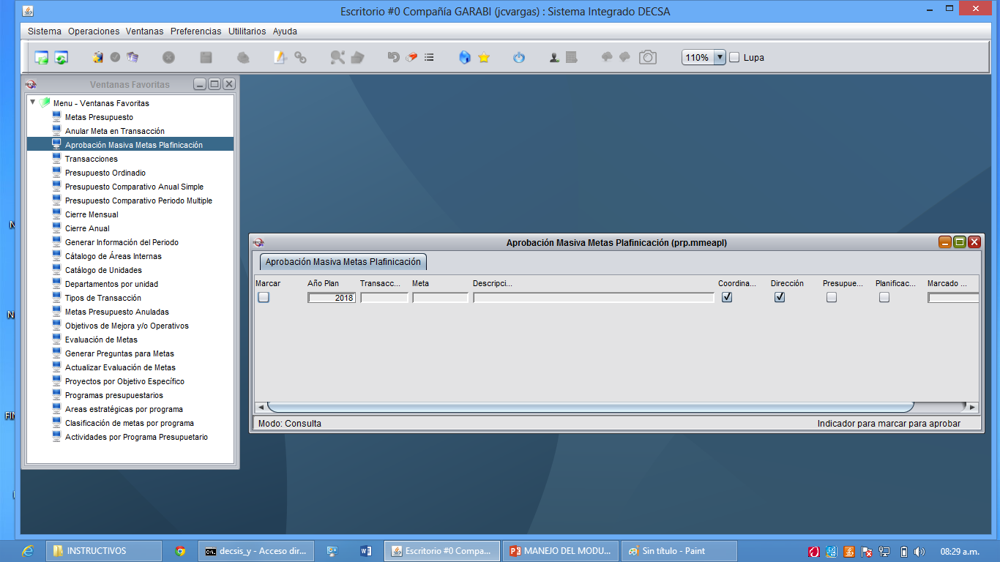 Escritorio #0 Compañía GARABI (jcvargas) : Sistema Integrado DECSA
Sistema Operaciones Ventanas Preferencias Utilitarios Ayuda
110% Lupa
Ventanas Favoritas
Menu - Ventanas Favoritas
Metas Presupuesto
Anular Meta en Transacción
Aprobación Masiva Metas Plafinicación
Transacciones
Presupuesto Ordinadio
Presupuesto Comparativo Anual Simple
Presupuesto Comparativo Periodo Multiple
Cierre Mensual
Cierre Anual
Generar Información del Periodo
Cátalogo de Áreas Internas
Catálogo de Unidades
Departamentos por unidad
Tipos de Transacción
Metas Presupuesto Anuladas
Objetivos de Mejora y/o Operativos
Evaluación de Metas
Generar Preguntas para Metas
Actualizar Evaluación de Metas
Proyectos por Objetivo Específico
Programas presupuestarios
Areas estratégicas por programa
Clasificación de metas por programa
Actividades por Programa Presupuetario
Aprobación Masiva Metas Plafinicación (prp.mmeapl)
Aprobación Masiva Metas Plafinicación
Marcar Año Plan Transacc... Meta Descripci... Coordina... Dirección Presupue... Planificac... Marcado ...
2018
Modo: Consulta Indicador para marcar para aprobar
INSTRUCTIVOS decsis_y - Acceso dir... Escritorio #0 Compa... MANEJO DEL MODU... Sin título - Paint 08:29 a.m.